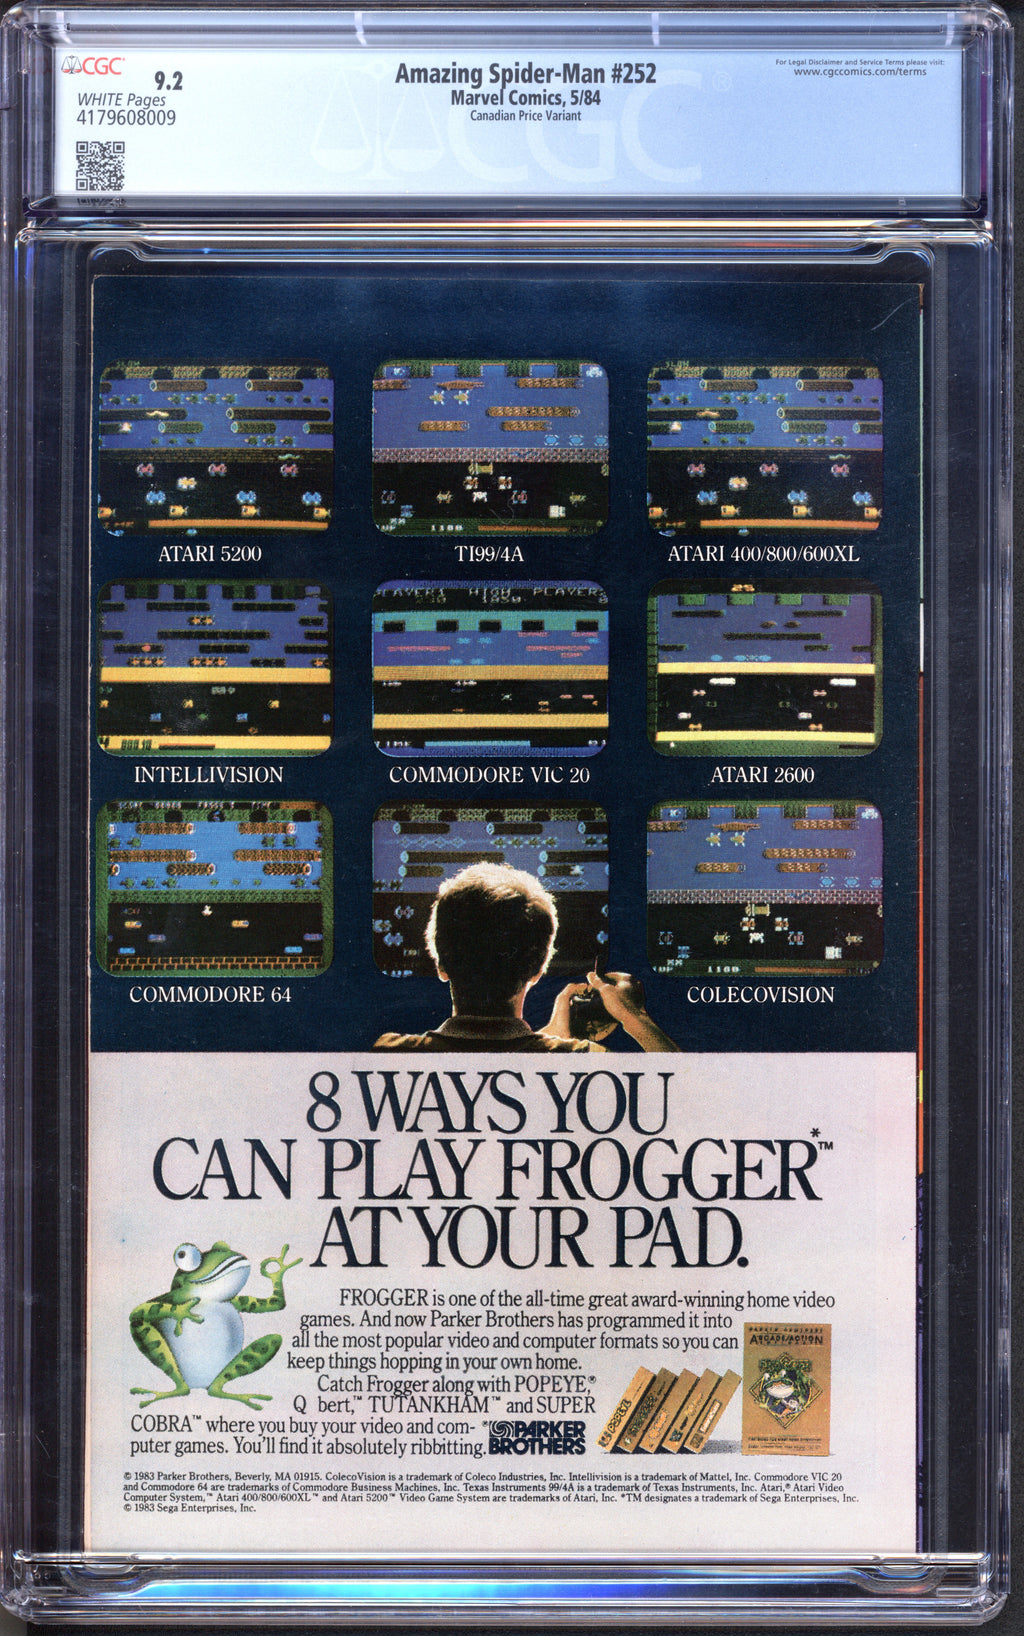 CGC
9.2
WHITE Pages
4179608009
Amazing Spider-Man #252
Marvel Comics, 5/84
Canadian Price Variant
For Legal Disclaimer and Service Terms please visit:
www.cgccomics.com/terms
CGC
ATARI 5200
TI99/4A
ATARI 400/800/600XL
INTELLIVISION
COMMODORE VIC 20
ATARI 2600
COMMODORE 64
COLECOVISION
8 WAYS YOU
CAN PLAY FROGGER*™
AT YOUR PAD.
FROGGER is one of the all-time great award-winning home video
games. And now Parker Brothers has programmed it into
all the most popular video and computer formats so you can
keep things hopping in your own home.
Catch Frogger along with POPEYE,®
Q bert,™ TUTANKHAM™ and SUPER
COBRA™ where you buy your video and com-
puter games. You'll find it absolutely ribbitting.
PARKER
BROTHERS
PARKER BROTHERS
ARCADE/ACTION
© 1983 Parker Brothers, Beverly, MA 01915. ColecoVision is a trademark of Coleco Industries, Inc. Intellivision is a trademark of Mattel, Inc. Commodore VIC 20
and Commodore 64 are trademarks of Commodore Business Machines, Inc. Texas Instruments 99/4A is a trademark of Texas Instruments, Inc. Atari,® Atari Video
Computer System,™ Atari 400/800/600XL™ and Atari 5200™ Video Game System are trademarks of Atari, Inc. *TM designates a trademark of Sega Enterprises, Inc.
© 1983 Sega Enterprises, Inc.